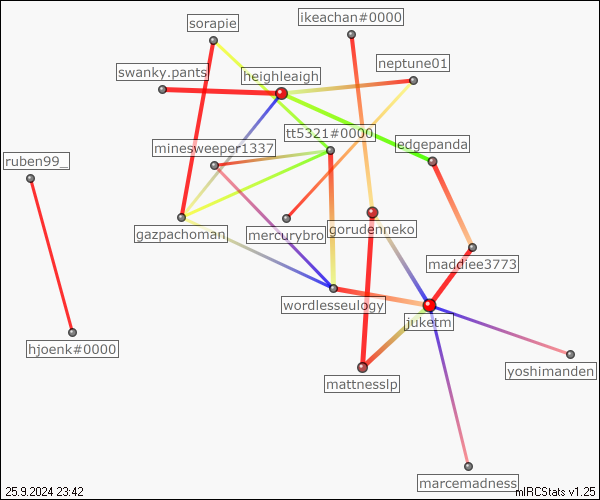 ikeachan#0000
sorapie
neptune01
swanky.pants
heighleaigh
tt5321#0000
edgepanda
minesweeper1337
ruben99_
gazpachoman
mercurybro
gorudenneko
maddiee3773
wordlesseulogy
juketm
hjoenk#0000
yoshimanden
mattnesslp
marcemadness
25.9.2024 23:42
mIRCStats v1.25